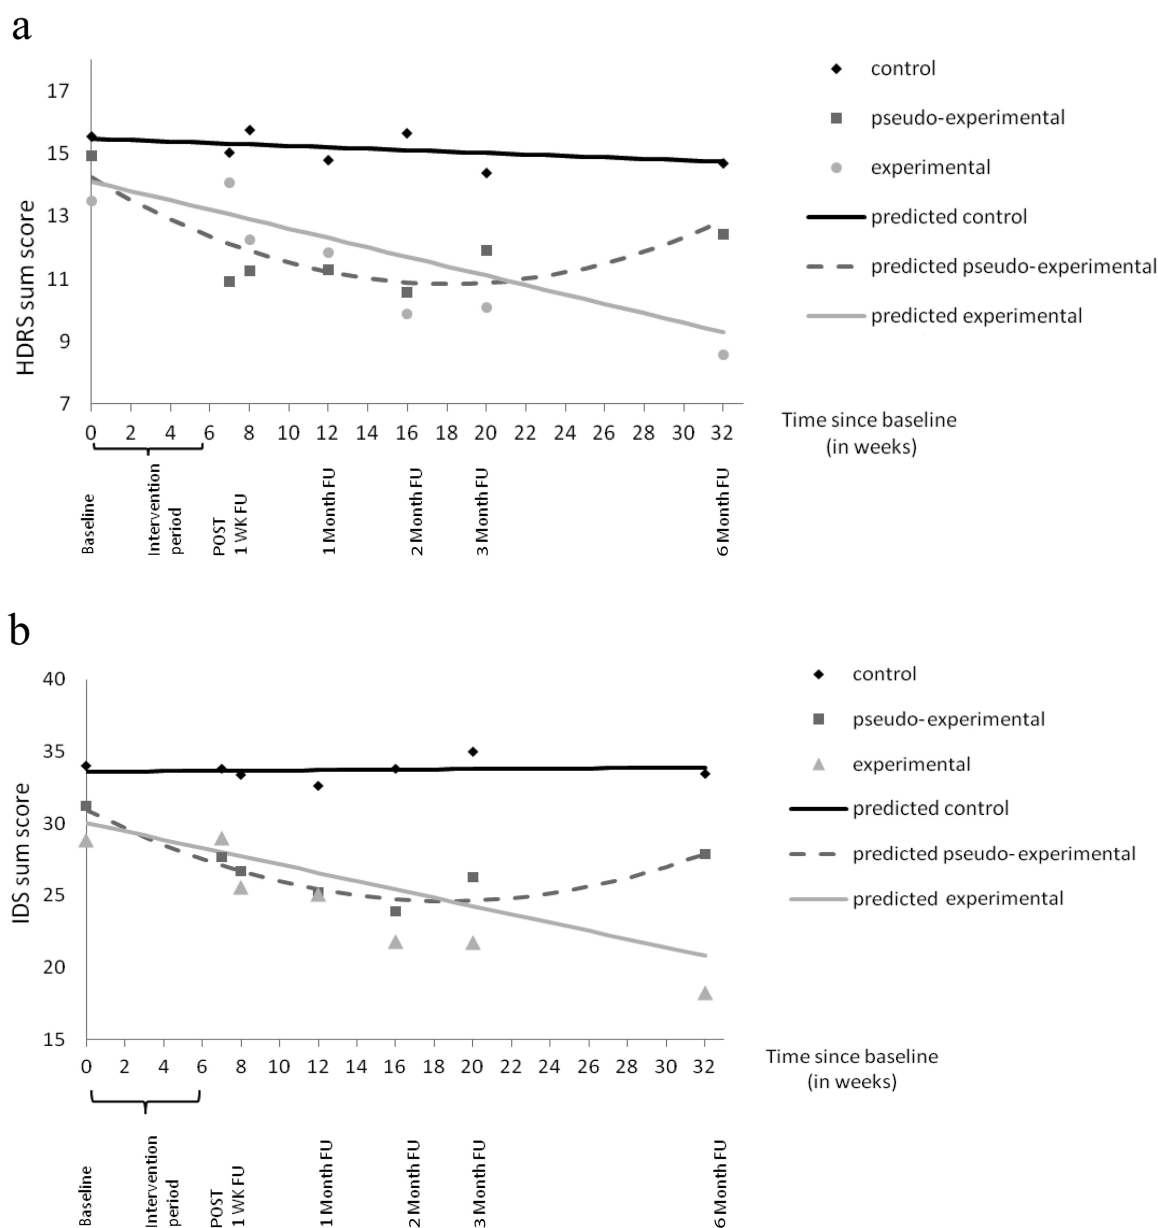 a
17
15
13
11
9
7
HDRS sum score
0 2 4 6 8 10 12 14 16 18 20 22 24 26 28 30 32
Time since baseline
(in weeks)
Baseline
Intervention
period
POST
1 WK FU
1 Month FU
2 Month FU
3 Month FU
6 Month FU
control
pseudo-experimental
experimental
predicted control
predicted pseudo-experimental
predicted experimental
b
40
35
30
25
20
15
IDS sum score
0 2 4 6 8 10 12 14 16 18 20 22 24 26 28 30 32
Time since baseline
(in weeks)
Baseline
Intervention
period
POST
1 WK FU
1 Month FU
2 Month FU
3 Month FU
6 Month FU
control
pseudo-experimental
experimental
predicted control
predicted pseudo-experimental
predicted experimental